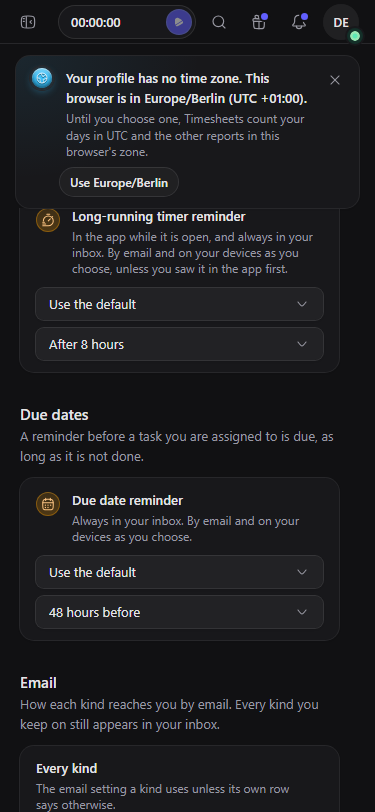 00:00:00
DE
Your profile has no time zone. This
browser is in Europe/Berlin (UTC +01:00).
Until you choose one, Timesheets count your
days in UTC and the other reports in this
browser's zone.
Use Europe/Berlin
Long-running timer reminder
In the app while it is open, and always in your
inbox. By email and on your devices as you
choose, unless you saw it in the app first.
Use the default
After 8 hours
Due dates
A reminder before a task you are assigned to is due, as
long as it is not done.
Due date reminder
Always in your inbox. By email and on your
devices as you choose.
Use the default
48 hours before
Email
How each kind reaches you by email. Every kind you
keep on still appears in your inbox.
Every kind
The email setting a kind uses unless its own row
says otherwise.